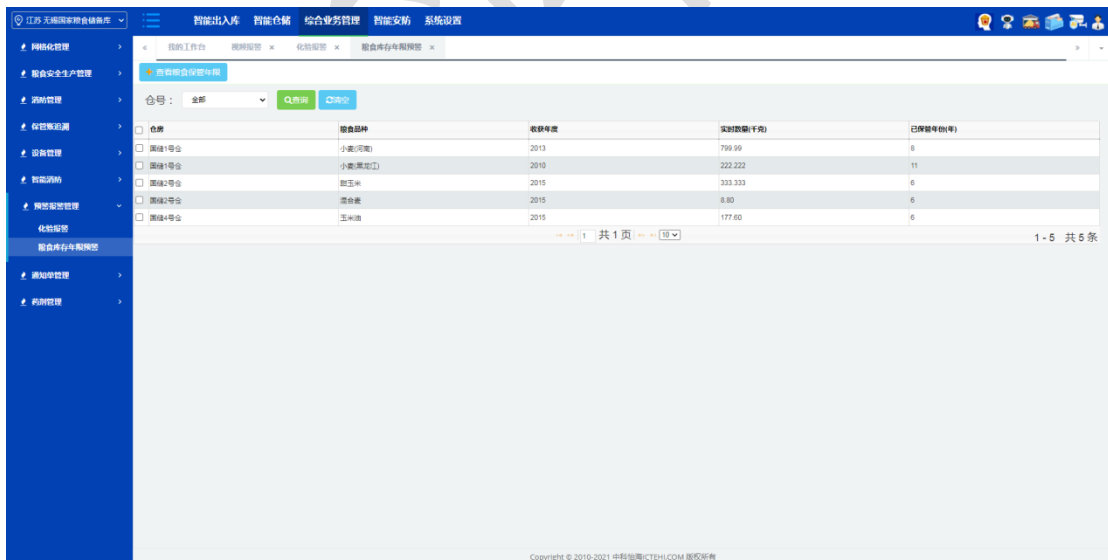 江苏 无锡国家粮食储备库
智能出入库 智能仓储 综合业务管理 智能安防 系统设置
网格化管理
粮食安全生产管理
消防管理
保管账追溯
设备管理
智能消防
预警报警管理
化验报警
粮食库存年限预警
通知单管理
药剂管理
« 我的工作台 视频报警 × 化验报警 × 粮食库存年限预警 × »
查看粮食保管年限
仓号： 全部 查询 清空
仓房 粮食品种 收获年度 实时数量(千克) 已保管年份(年)
国储1号仓 小麦(河南) 2013 799.99 8
国储1号仓 小麦(黑龙江) 2010 222.222 11
国储2号仓 甜玉米 2015 333.333 6
国储2号仓 混合麦 2015 8.80 6
国储4号仓 玉米油 2015 177.60 6
1 共 1 页 10
1 - 5 共 5 条
Copyright © 2010-2021 中科怡海ICTEHI.COM 版权所有